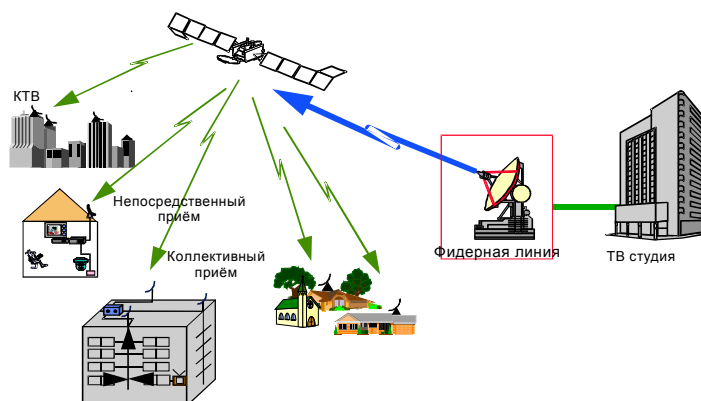 КТВ
Непосредственный
приём
Коллективный
приём
Фидерная линия
ТВ студия